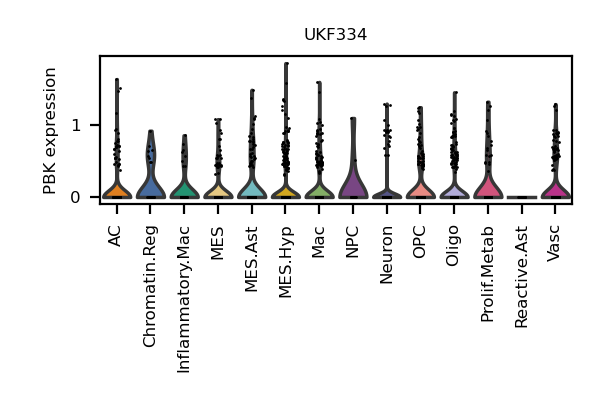 UKF334
PBK expression
1
0
AC
Chromatin.Reg
Inflammatory.Mac
MES
MES.Ast
MES.Hyp
Mac
NPC
Neuron
OPC
Oligo
Prolif.Metab
Reactive.Ast
Vasc